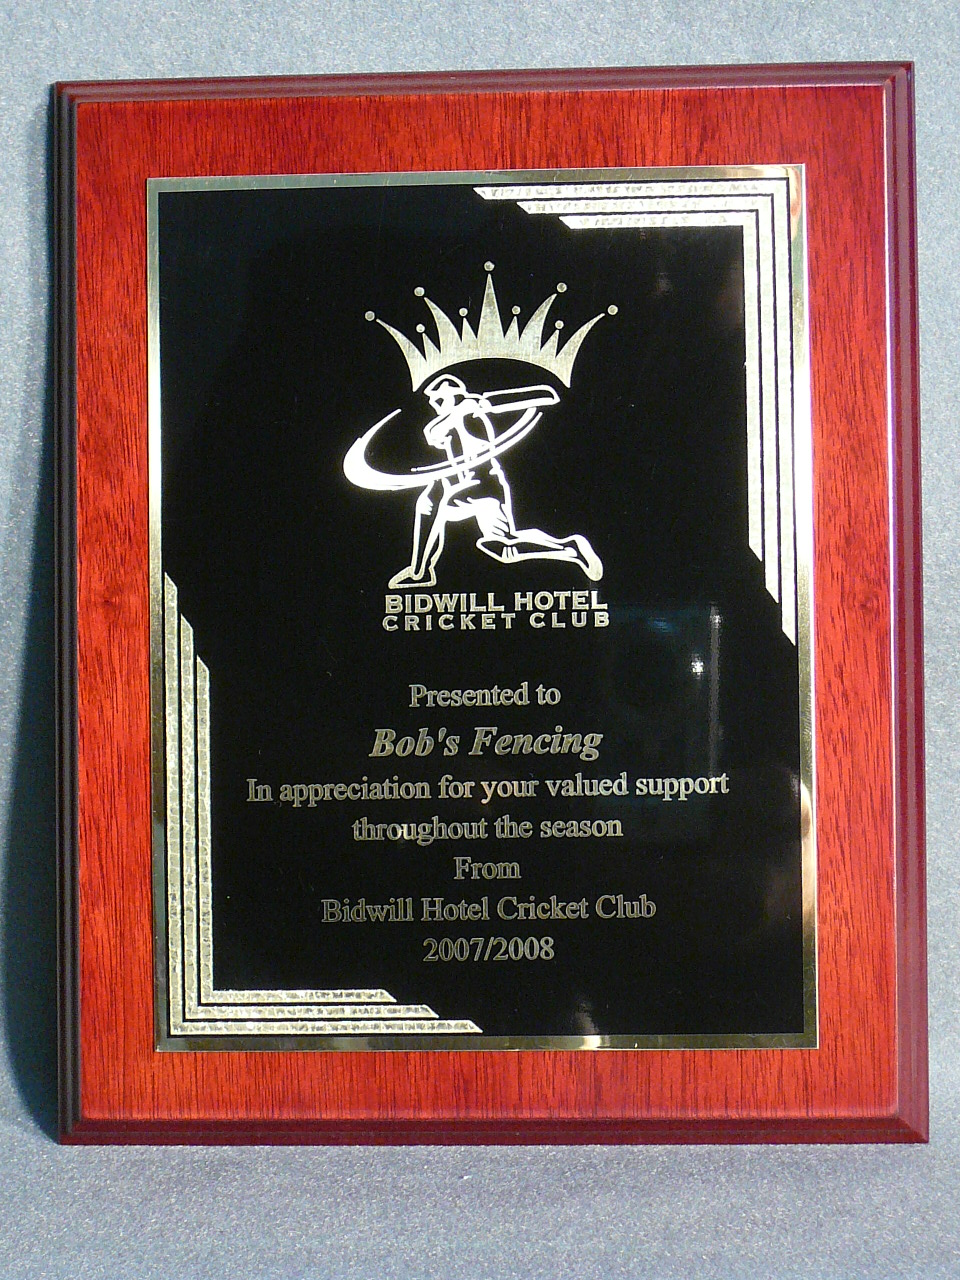 BIDWILL HOTEL
CRICKET CLUB
Presented to
Bob's Fencing
In appreciation for your valued support
throughout the season
From
Bidwill Hotel Cricket Club
2007/2008